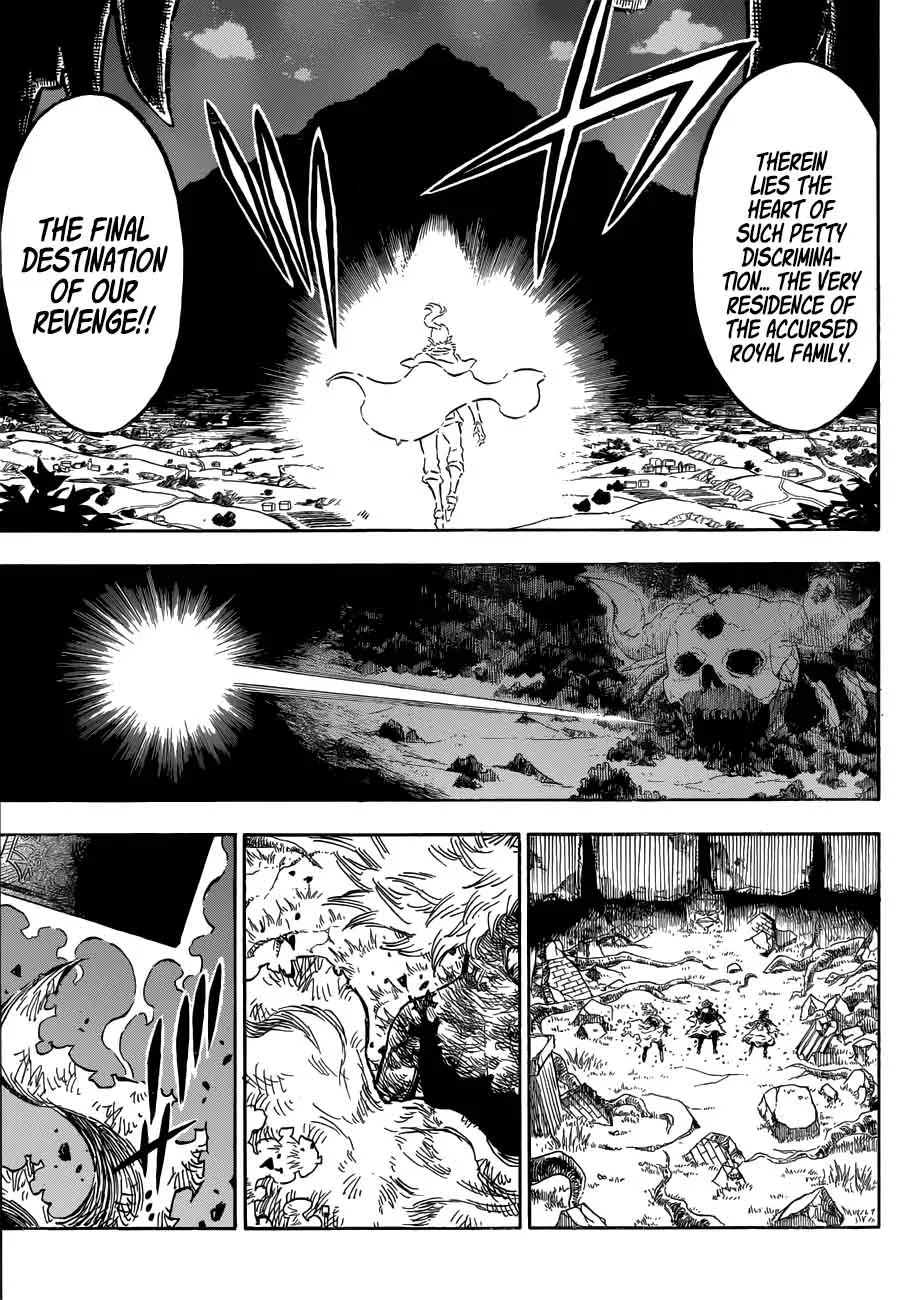 THEREIN
LIES THE
HEART OF
SUCH PETTY
DISCRIMINA-
TION... THE VERY
RESIDENCE OF
THE ACCURSED
ROYAL FAMILY.
THE FINAL
DESTINATION
OF OUR
REVENGE!!